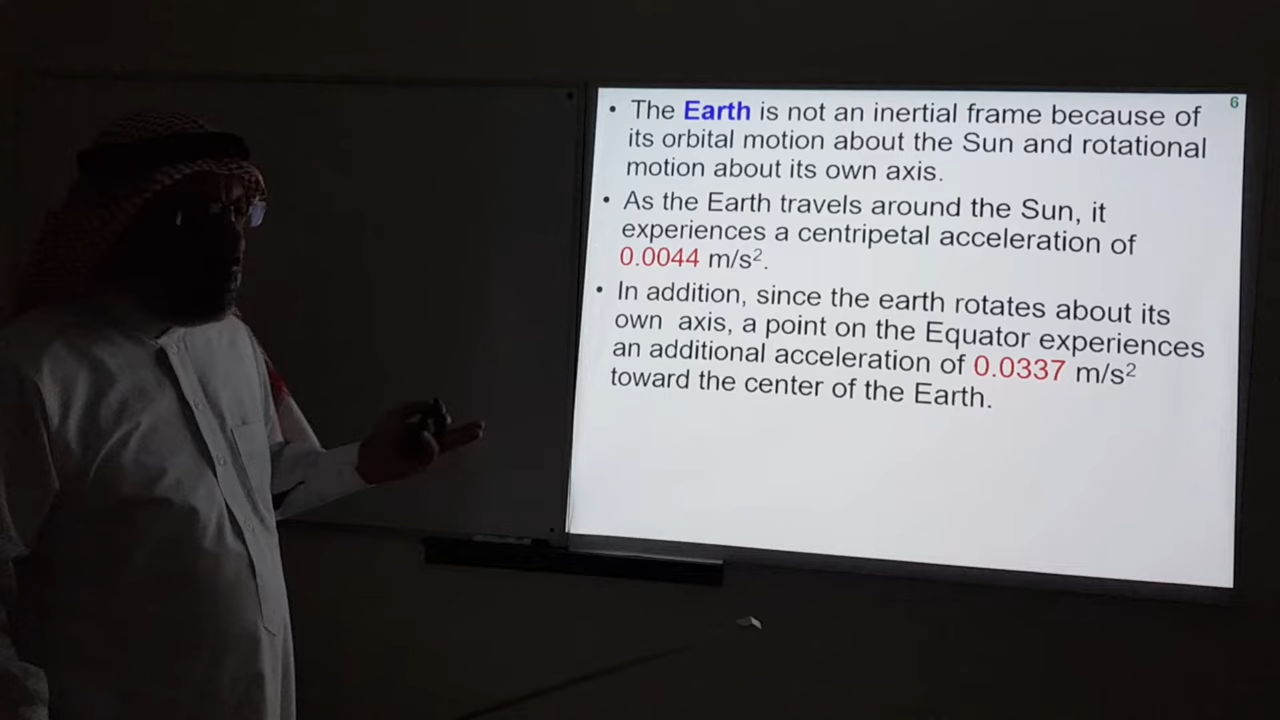 6
• The Earth is not an inertial frame because of
its orbital motion about the Sun and rotational
motion about its own axis.
• As the Earth travels around the Sun, it
experiences a centripetal acceleration of
0.0044 m/s².
• In addition, since the earth rotates about its
own axis, a point on the Equator experiences
an additional acceleration of 0.0337 m/s²
toward the center of the Earth.